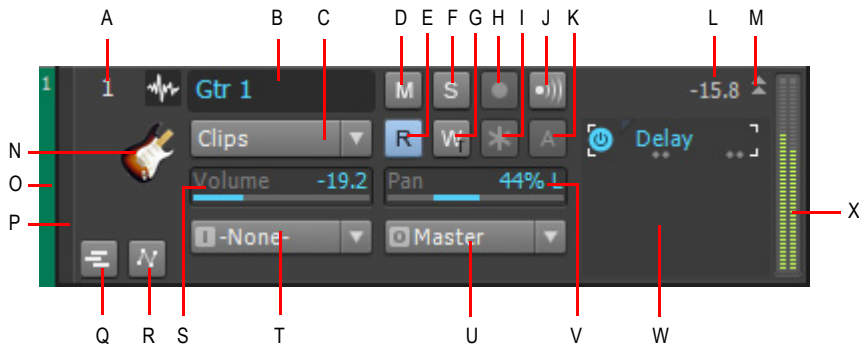 A B C D E F G H I J K L M
1 1 Gtr 1 M S -15.8
N Clips R W T A Delay
O Volume -19.2 Pan 44% L
P I -None- O Master X
Q R S T U V W